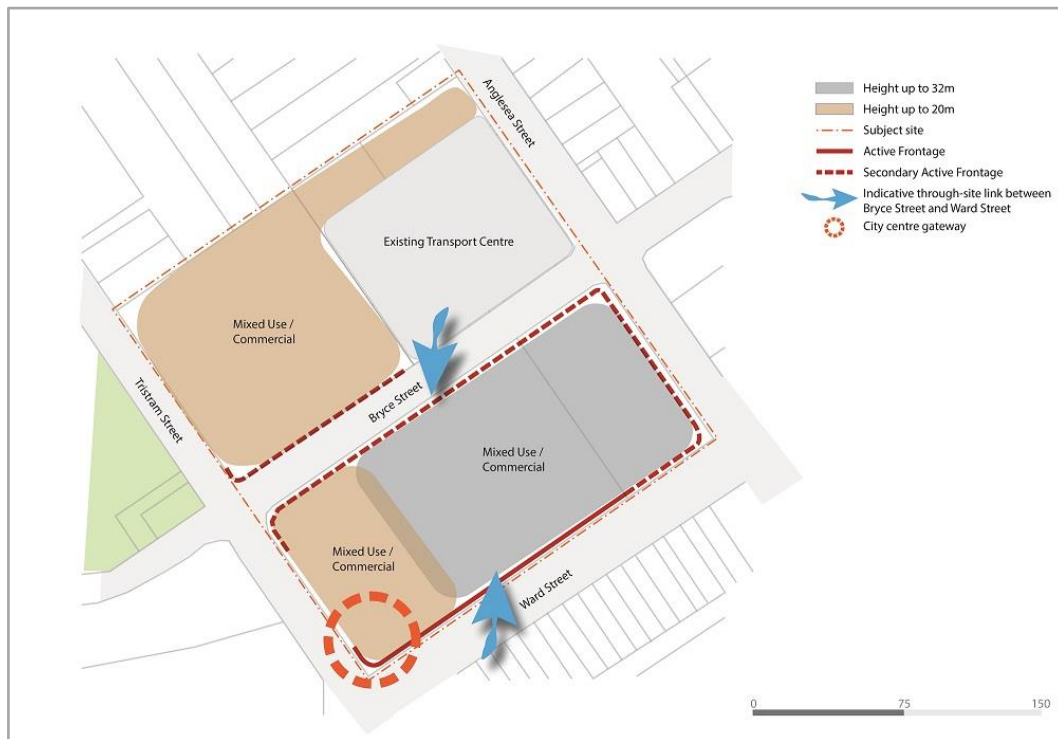 Anglesea Street
Height up to 32m
Height up to 20m
Subject site
Active Frontage
Secondary Active Frontage
Indicative through-site link between
Bryce Street and Ward Street
City centre gateway
Existing Transport Centre
Mixed Use /
Commercial
Tristram Street
Bryce Street
Mixed Use /
Commercial
Mixed Use /
Commercial
Ward Street
0 75 150